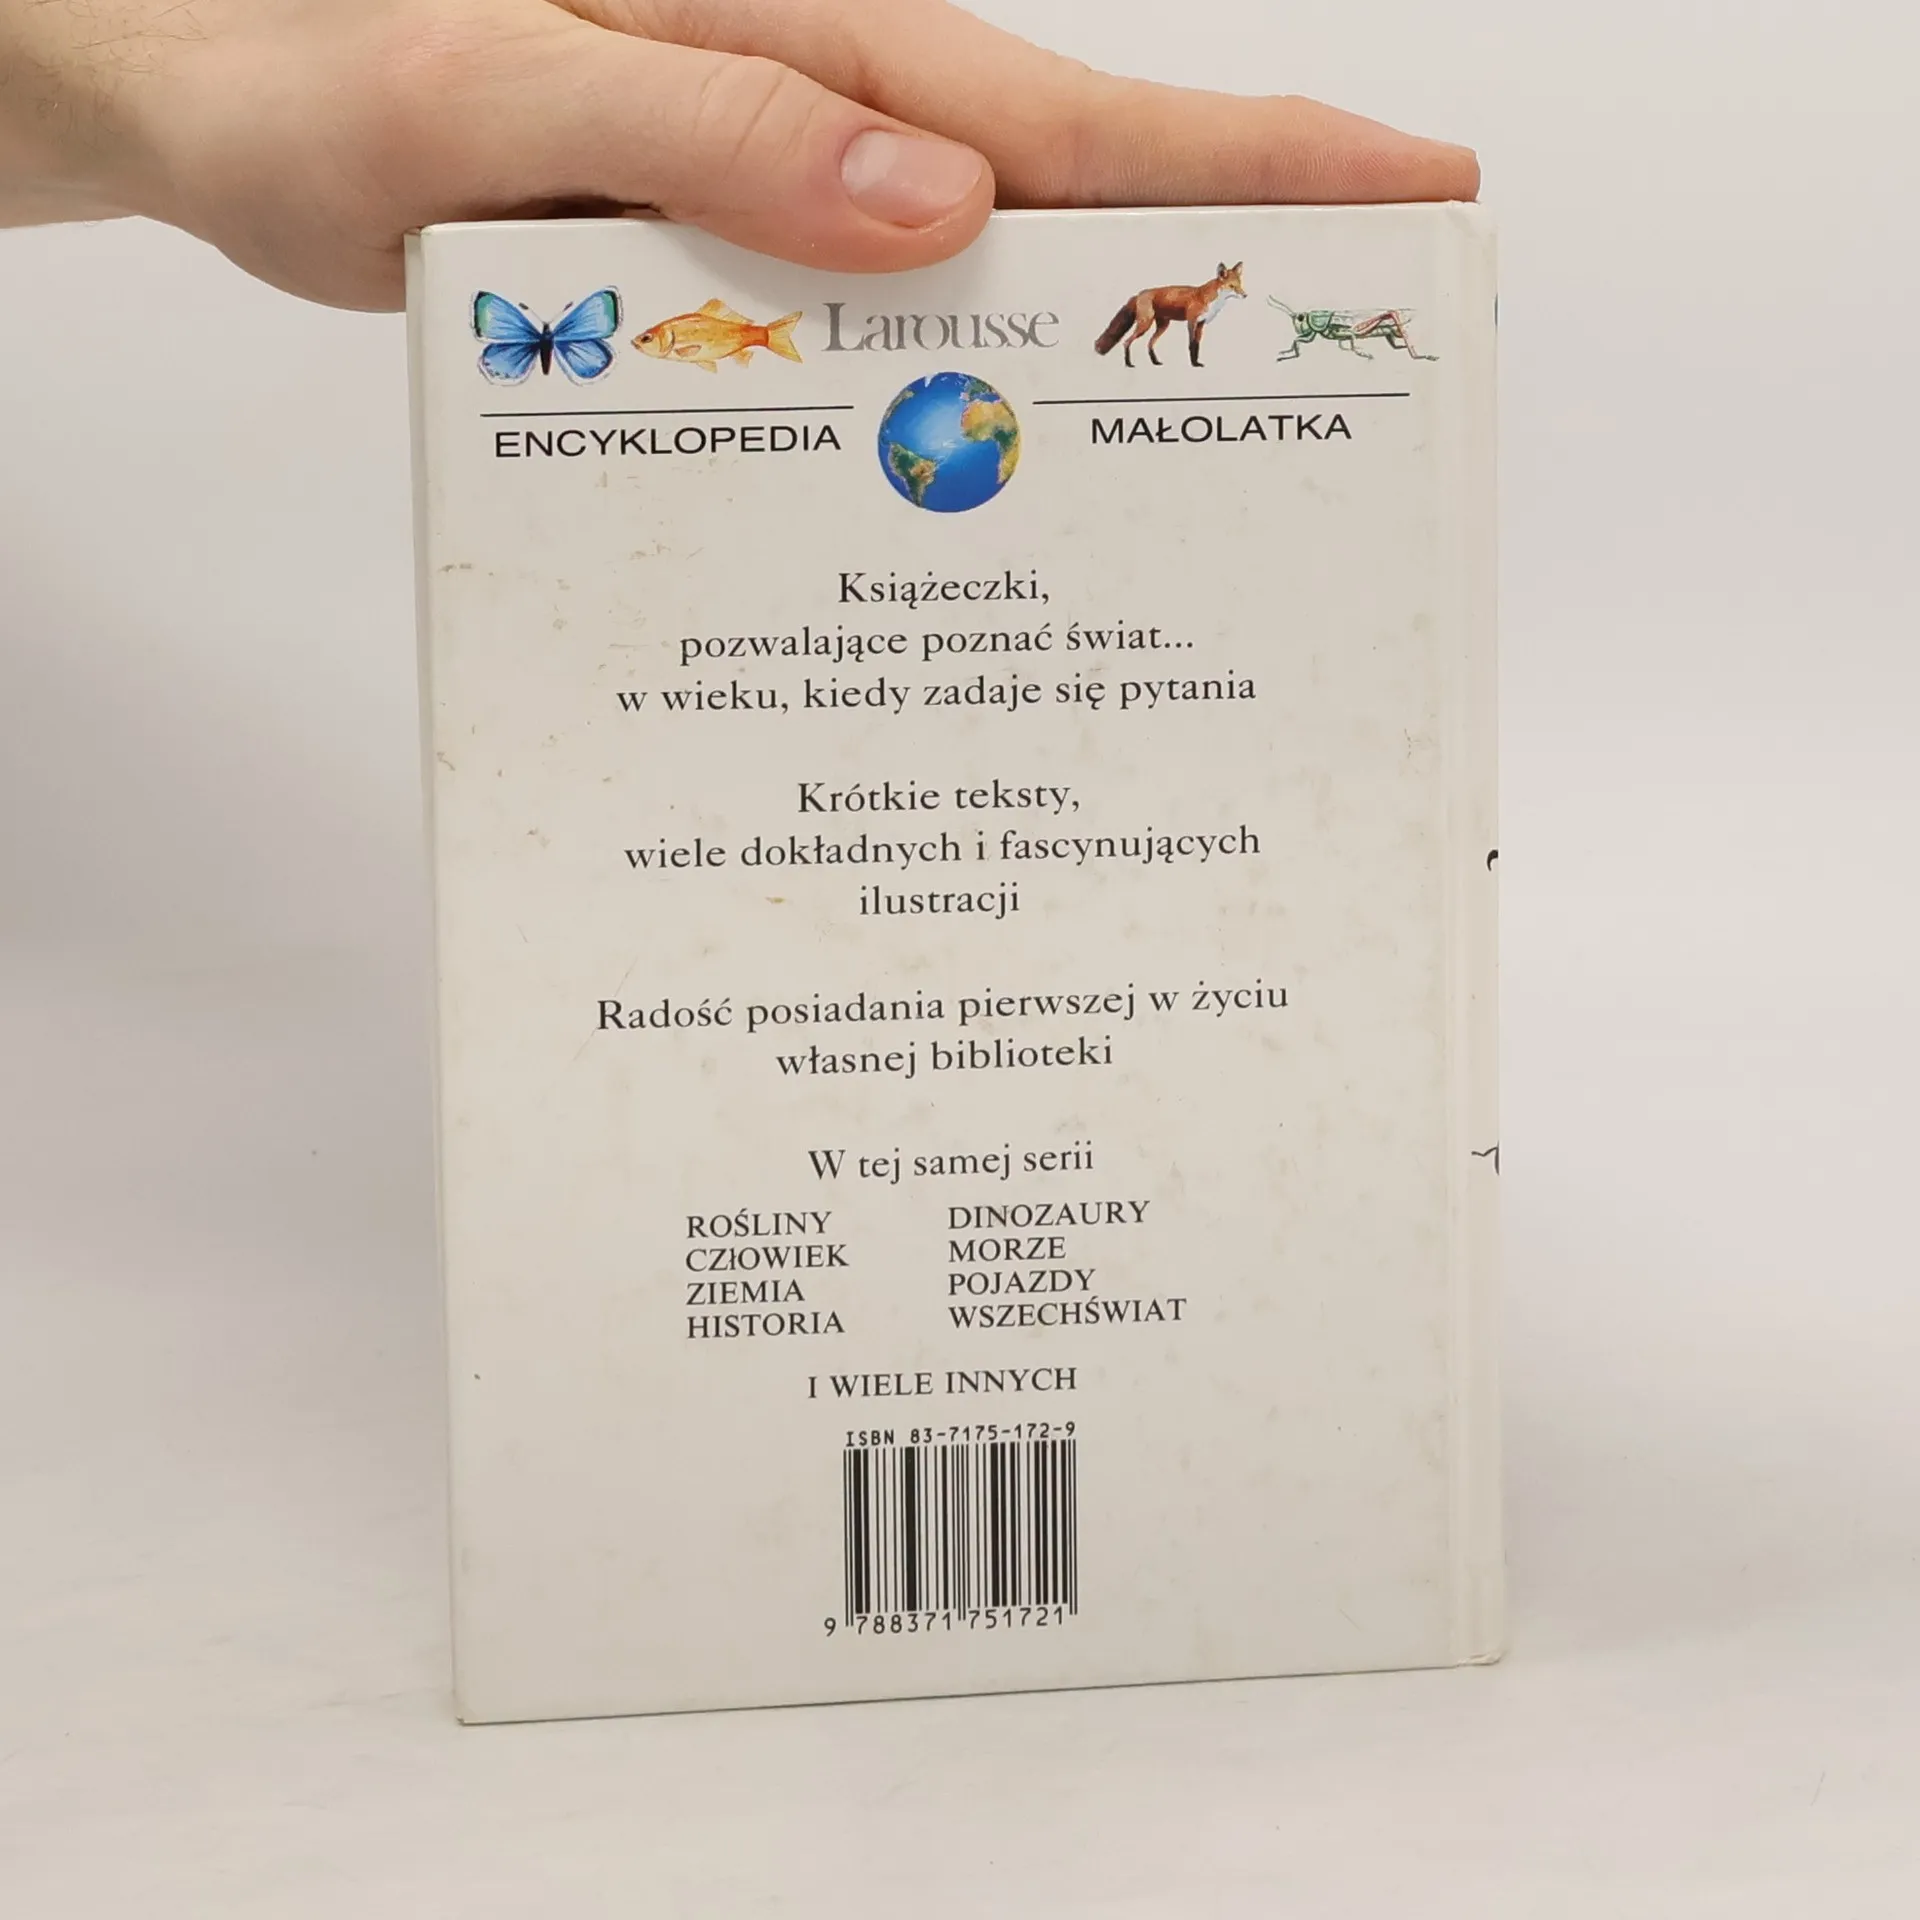 Larousse
ENCYKLOPEDIA MAŁOLATKA
Książeczki,
pozwalające poznać świat...
w wieku, kiedy zadaje się pytania
Krótkie teksty,
wiele dokładnych i fascynujących
ilustracji
Radość posiadania pierwszej w życiu
własnej biblioteki
W tej samej serii
ROŚLINY
CZłOWIEK
ZIEMIA
HISTORIA
DINOZAURY
MORZE
POJAZDY
WSZECHŚWIAT
I WIELE INNYCH
ISBN 83-7175-172-9
9 788371 751721